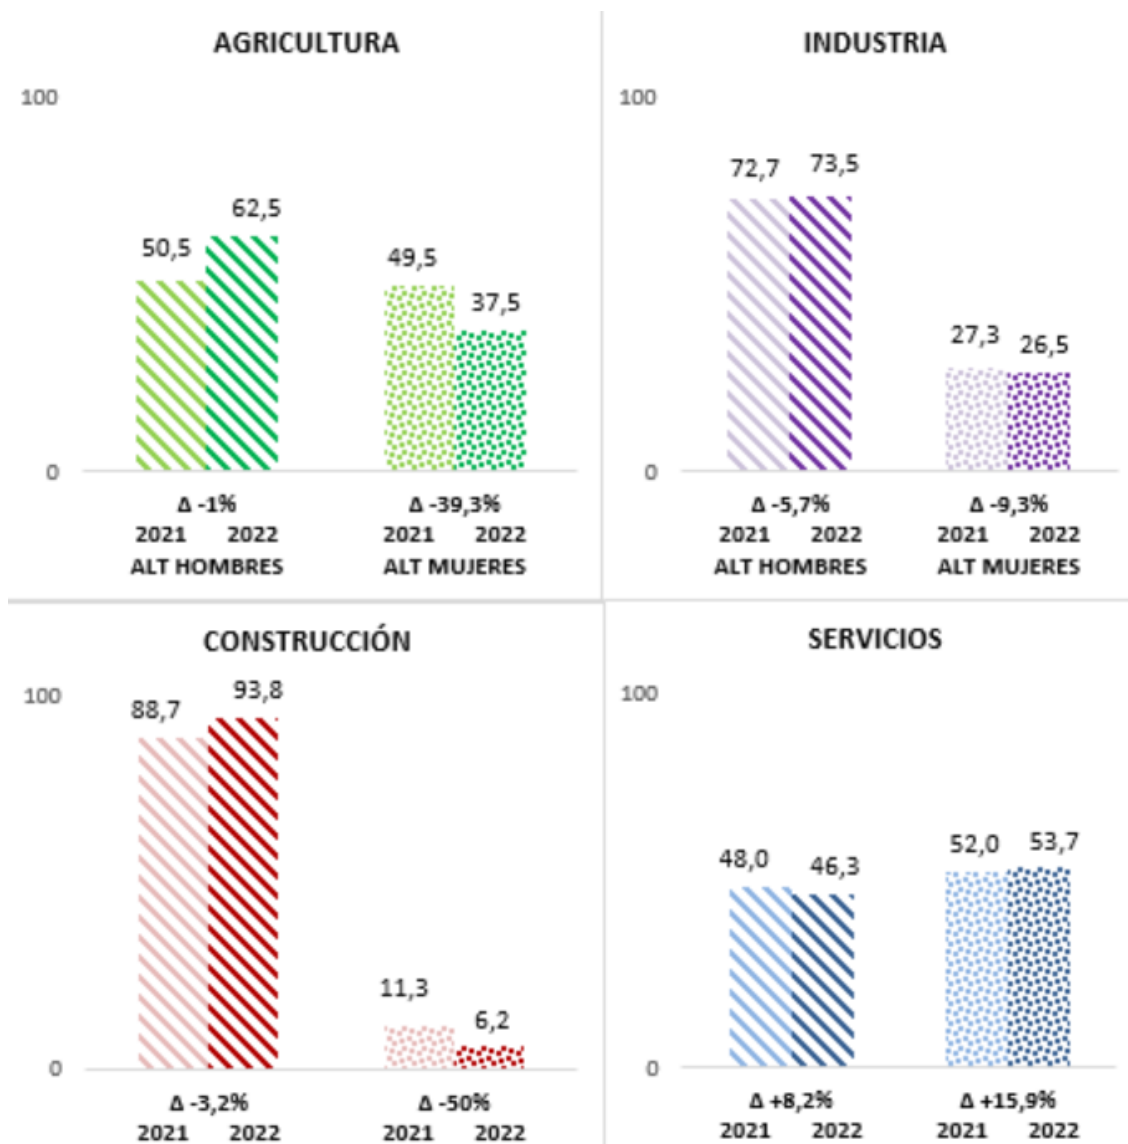 AGRICULTURA
100
50,5
62,5
49,5
37,5
0
Δ -1%
Δ -39,3%
2021 2022
2021 2022
ALT HOMBRES
ALT MUJERES
INDUSTRIA
100
72,7
73,5
27,3
26,5
0
Δ -5,7%
Δ -9,3%
2021 2022
2021 2022
ALT HOMBRES
ALT MUJERES
CONSTRUCCIÓN
100
88,7
93,8
11,3
6,2
0
Δ -3,2%
Δ -50%
2021 2022
2021 2022
SERVICIOS
100
48,0
46,3
52,0
53,7
0
Δ +8,2%
Δ +15,9%
2021 2022
2021 2022